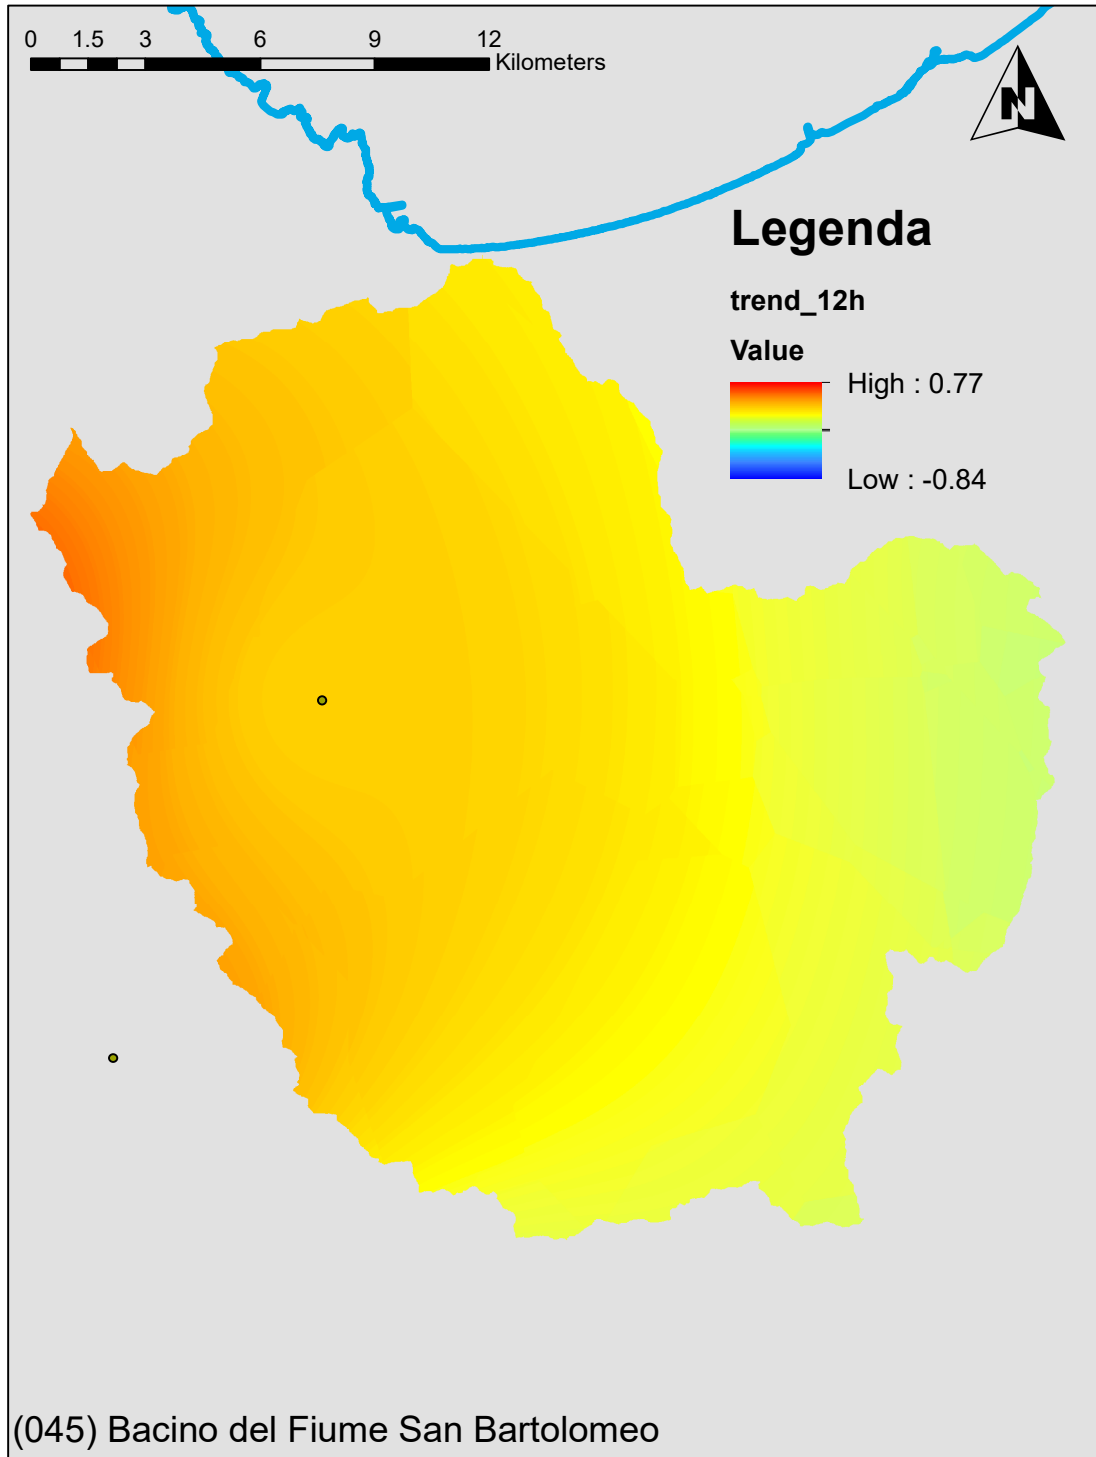 0 1.5 3 6 9 12
Kilometers
N
Legenda
trend_12h
Value
High : 0.77
Low : -0.84
(045) Bacino del Fiume San Bartolomeo